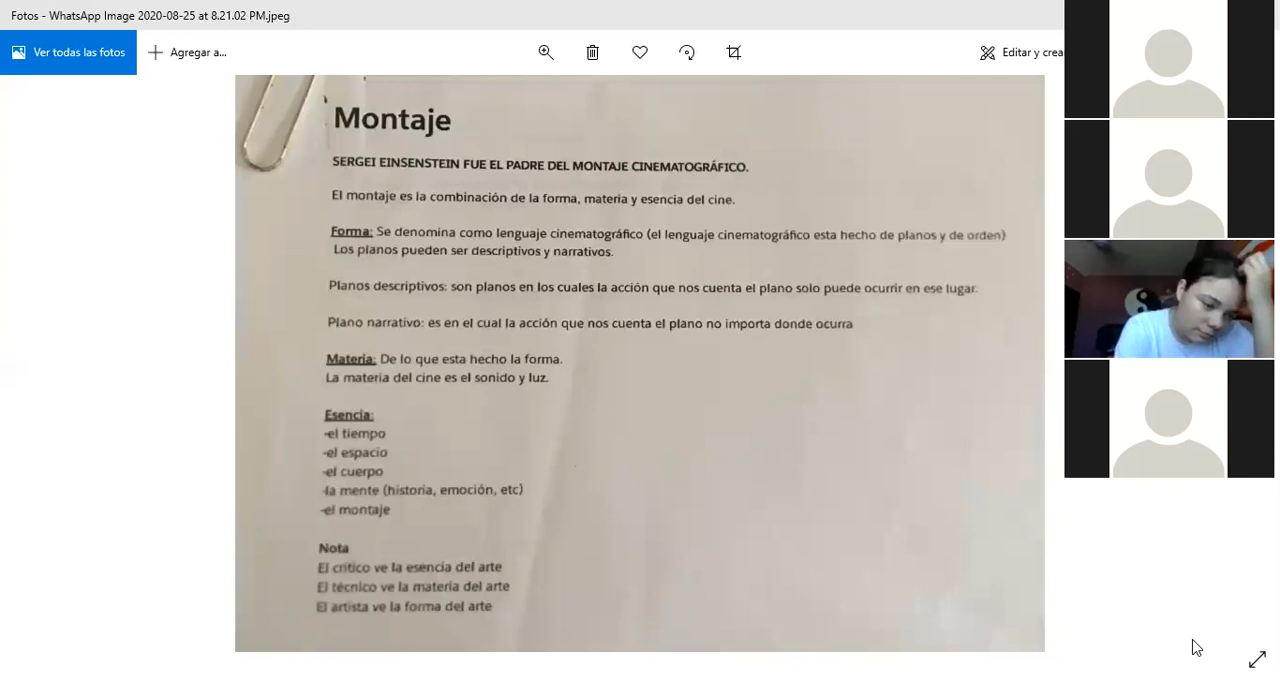 Fotos - WhatsApp Image 2020-08-25 at 8.21.02 PM.jpeg
Ver todas las fotos
Agregar a...
Editar y crea
Montaje
SERGEI EINSENSTEIN FUE EL PADRE DEL MONTAJE CINEMATOGRÁFICO.
El montaje es la combinación de la forma, materia y esencia del cine.
Forma: Se denomina como lenguaje cinematográfico (el lenguaje cinematográfico esta hecho de planos y de orden)
Los planos pueden ser descriptivos y narrativos.
Planos descriptivos: son planos en los cuales la acción que nos cuenta el plano solo puede ocurrir en ese lugar.
Plano narrativo: es en el cual la acción que nos cuenta el plano no importa donde ocurra
Materia: De lo que esta hecho la forma.
La materia del cine es el sonido y luz.
Esencia:
-el tiempo
-el espacio
-el cuerpo
-la mente (historia, emoción, etc)
-el montaje
Nota
El crítico ve la esencia del arte
El técnico ve la materia del arte
El artista ve la forma del arte